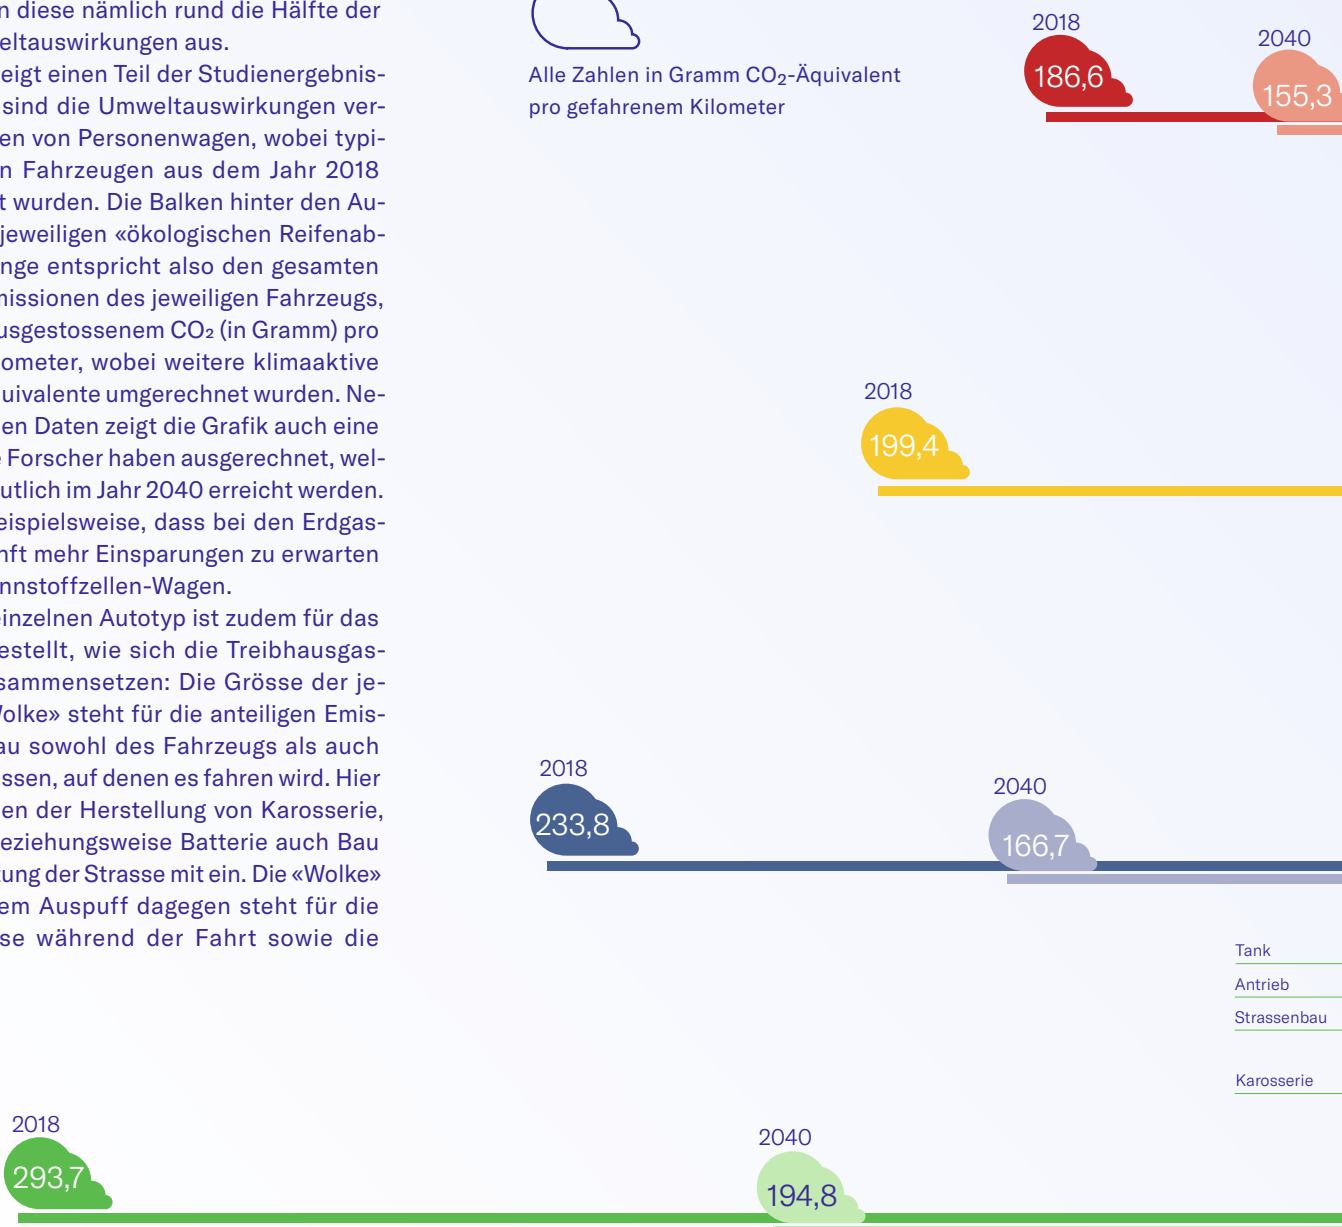 n diese nämlich rund die Hälfte der
eltauswirkungen aus.
eigt einen Teil der Studienergebnis-
sind die Umweltauswirkungen ver-
en von Personenwagen, wobei typi-
n Fahrzeugen aus dem Jahr 2018
t wurden. Die Balken hinter den Au-
jeweiligen «ökologischen Reifenab-
nge entspricht also den gesamten
nissionen des jeweiligen Fahrzeugs,
usgestossenem CO₂ (in Gramm) pro
ometer, wobei weitere klimaaktive
quivalente umgerechnet wurden. Ne-
en Daten zeigt die Grafik auch eine
e Forscher haben ausgerechnet, wel-
utlich im Jahr 2040 erreicht werden.
eispielsweise, dass bei den Erdgas-
nft mehr Einsparungen zu erwarten
nnstoffzellen-Wagen.
einzelnen Autotyp ist zudem für das
estellt, wie sich die Treibhausgas-
sammensetzen: Die Grösse der je-
Wolke» steht für die anteiligen Emis-
au sowohl des Fahrzeugs als auch
ssen, auf denen es fahren wird. Hier
en der Herstellung von Karosserie,
eziehungsweise Batterie auch Bau
tung der Strasse mit ein. Die «Wolke»
em Auspuff dagegen steht für die
se während der Fahrt sowie die
Alle Zahlen in Gramm CO₂-Äquivalent
pro gefahrenem Kilometer
2018
186,6
2040
155,3
2018
199,4
2018
233,8
2040
166,7
Tank
Antrieb
Strassenbau
Karosserie
2018
293,7
2040
194,8